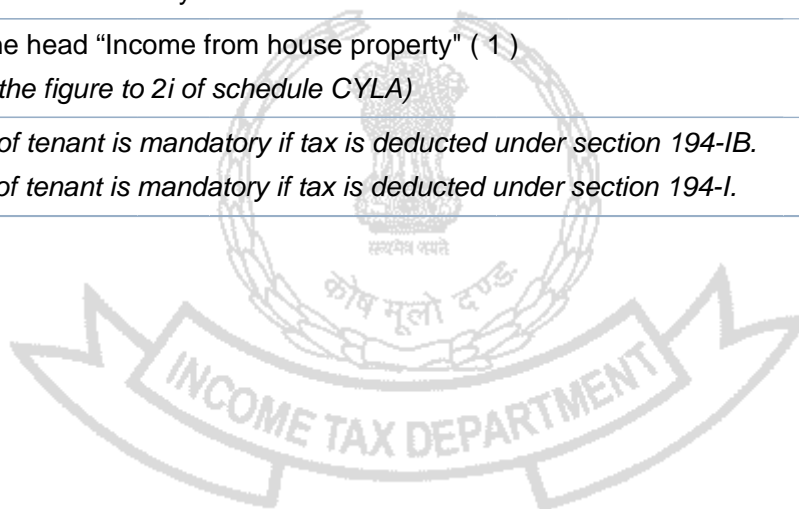 he head “Income from house property" ( 1 )
the figure to 2i of schedule CYLA)
of tenant is mandatory if tax is deducted under section 194-IB.
of tenant is mandatory if tax is deducted under section 194-I.
सत्यमेव जयते
कोष मूलो दण्डः
INCOME TAX DEPARTMENT